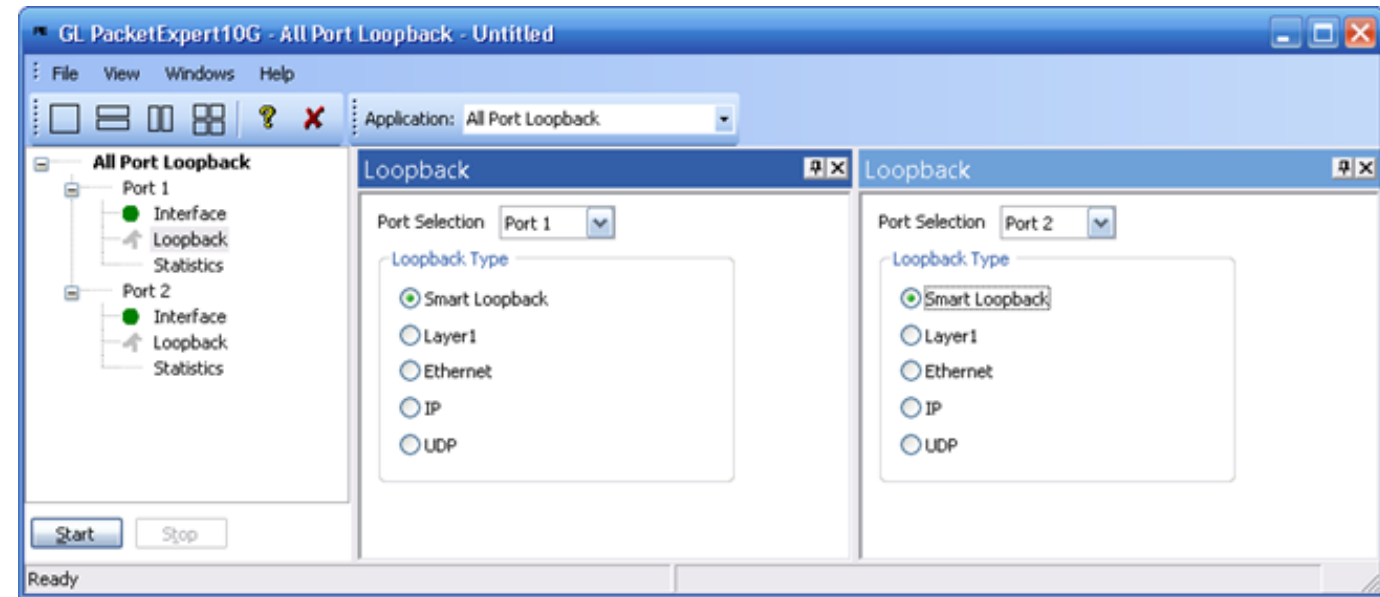 GL PacketExpert10G - All Port Loopback - Untitled
File View Windows Help
? Application: All Port Loopback
All Port Loopback
Port 1
Interface
Loopback
Statistics
Port 2
Interface
Loopback
Statistics
Start Stop
Loopback
Port Selection Port 1
Loopback Type
Smart Loopback
Layer1
Ethernet
IP
UDP
Loopback
Port Selection Port 2
Loopback Type
Smart Loopback
Layer1
Ethernet
IP
UDP
Ready